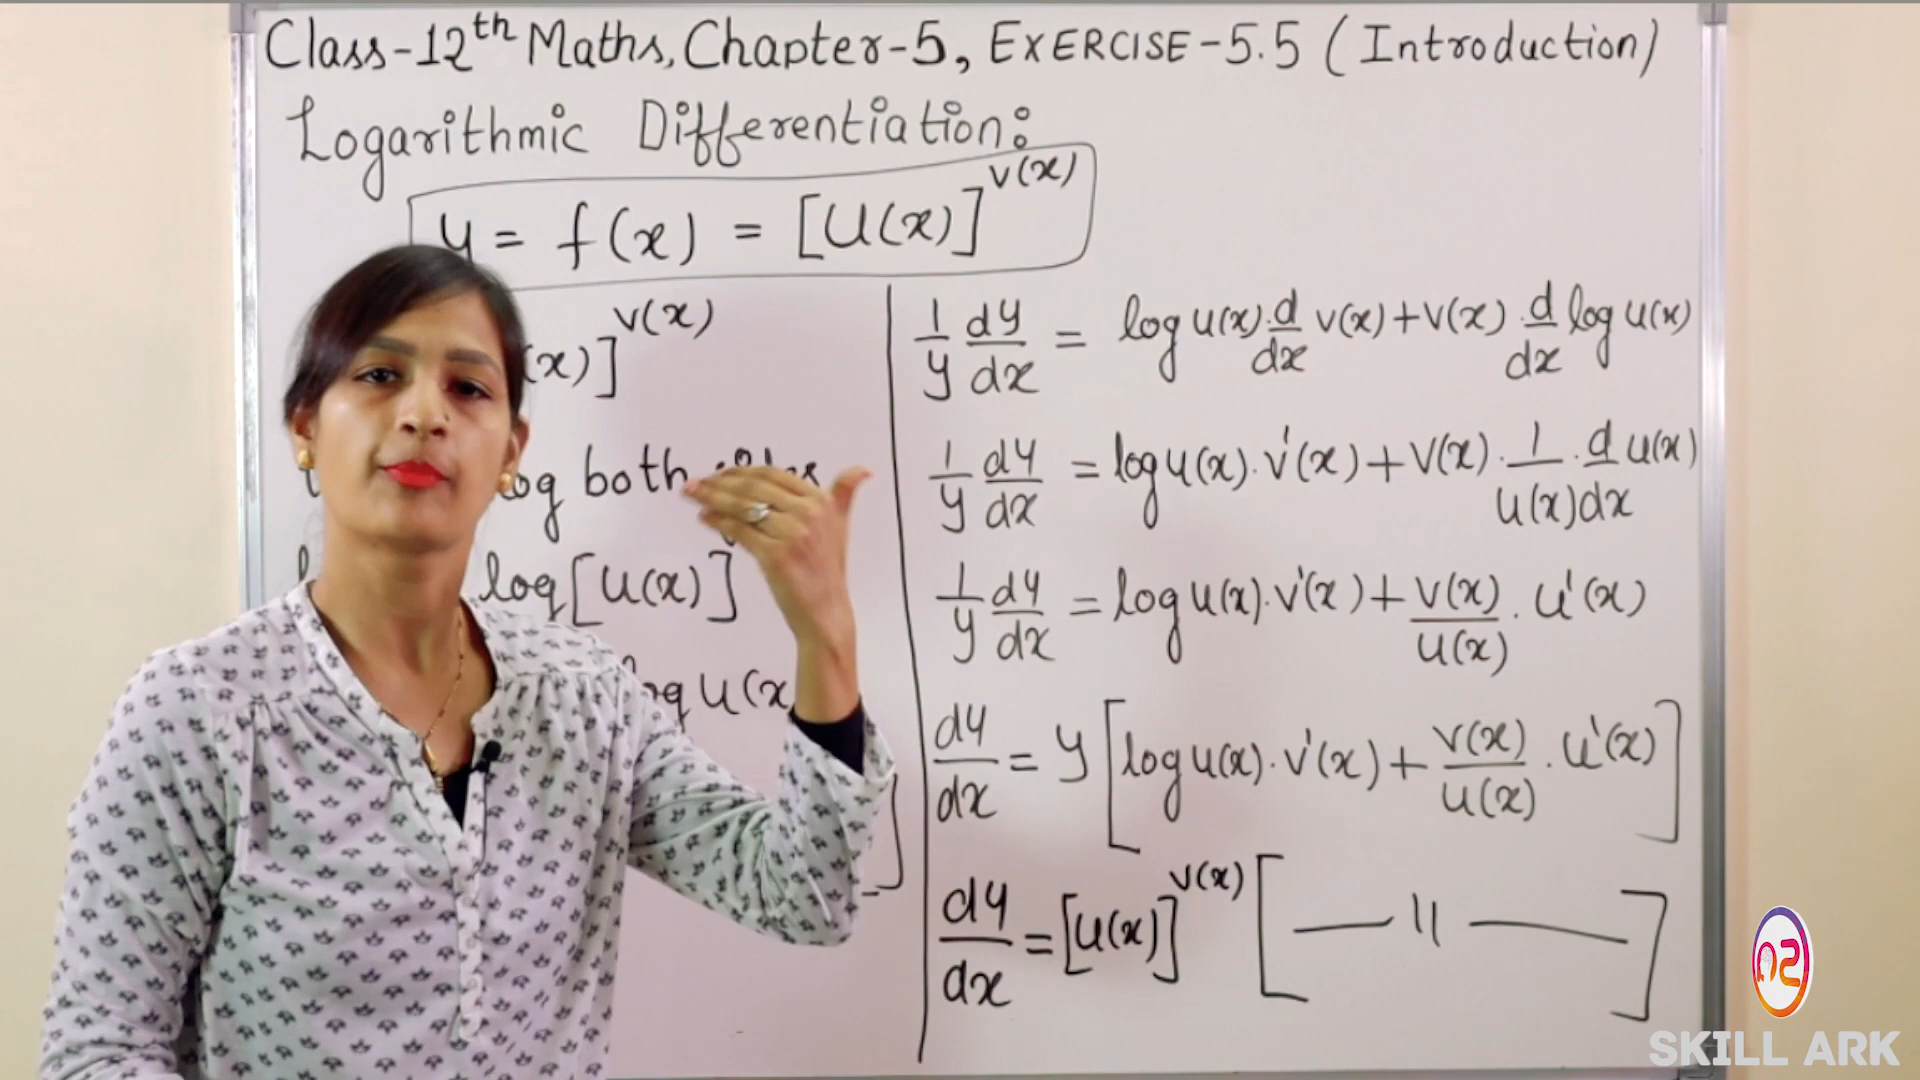 Class-12th Maths, Chapter-5, EXERCISE-5.5 (Introduction)
Logarithmic Differentiation:
y = f(x) = [U(x)]^v(x)
(x)]^v(x)
log both
log [u(x)]
log u(x
1/y dy/dx = log u(x).d/dx v(x)+v(x).d/dx log u(x)
1/y dy/dx = log u(x).v'(x)+v(x).1/u(x).d/dx u(x)
1/y dy/dx = log u(x).v'(x)+v(x)/u(x).u'(x)
dy/dx = y[log u(x).v'(x)+v(x)/u(x).u'(x)]
dy/dx = [u(x)]^v(x) [— 11 —]
SKILL ARK